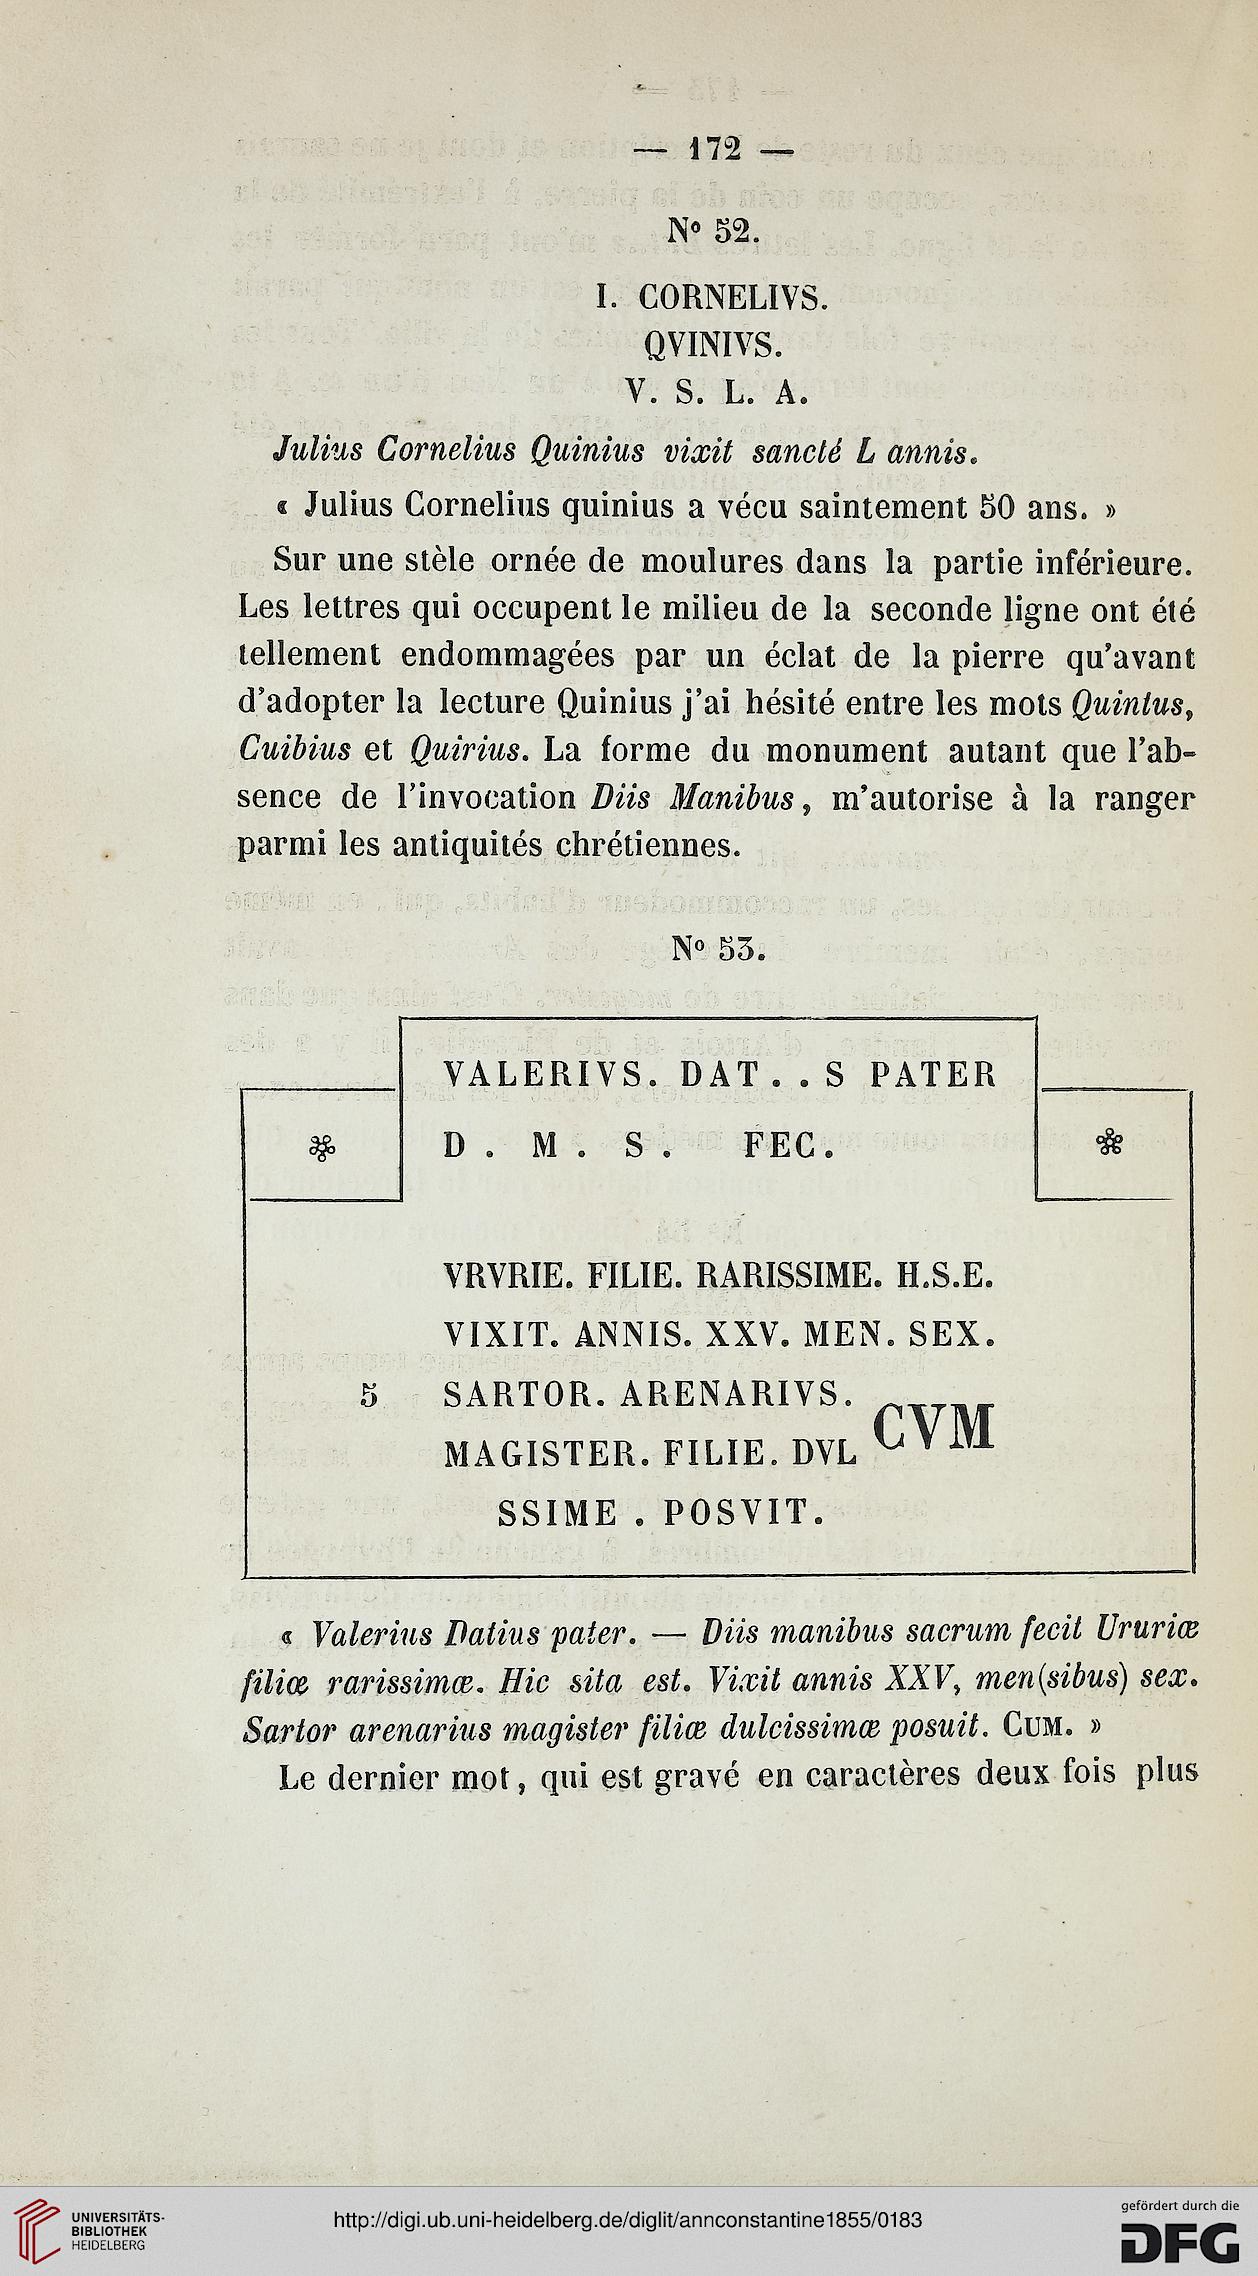 — 172 —
N° 52.
I. CORNELIVS.
QVINIVS.
V. S. L. A.
Julius Cornelius Quinius vixit sancté L annis.
« Julius Cornelius quinius a vécu saintement 50 ans. »
Sur une stèle ornée de moulures dans la partie inférieure.
Les lettres qui occupent le milieu de la seconde ligne ont été
tellement endommagées par un éclat de la pierre qu'avant
d'adopter la lecture Quinius j'ai hésité entre les mots Quintus,
Cuibius et Quirius. La forme du monument autant que l'ab-
sence de l'invocation Diis Manibus, m'autorise à la ranger
parmi les antiquités chrétiennes.
N° 53.
VALERIVS. DAT..S PATER
D. M. S. FEC.
VRVRIE. FILIE. RARISSIME. H.S.E.
VIXIT. ANNIS. XXV. MEN. SEX.
5 SARTOR. ARENARIVS.
MAGISTER. FILIE. DVL CVM
SSIME. POSVIT.
« Valerius Datius pater. — Diis manibus sacrum fecit Ururiæ
filiæ rarissimæ. Hic sita est. Vixit annis XXV, men(sibus) sex.
Sartor arenarius magister filiæ dulcissimæ posuit. CUM. »
Le dernier mot, qui est gravé en caractères deux fois plus
UNIVERSITÄTS-
BIBLIOTHEK
HEIDELBERG
http://digi.ub.uni-heidelberg.de/diglit/annconstantine1855/0183
gefördert durch die
DFG